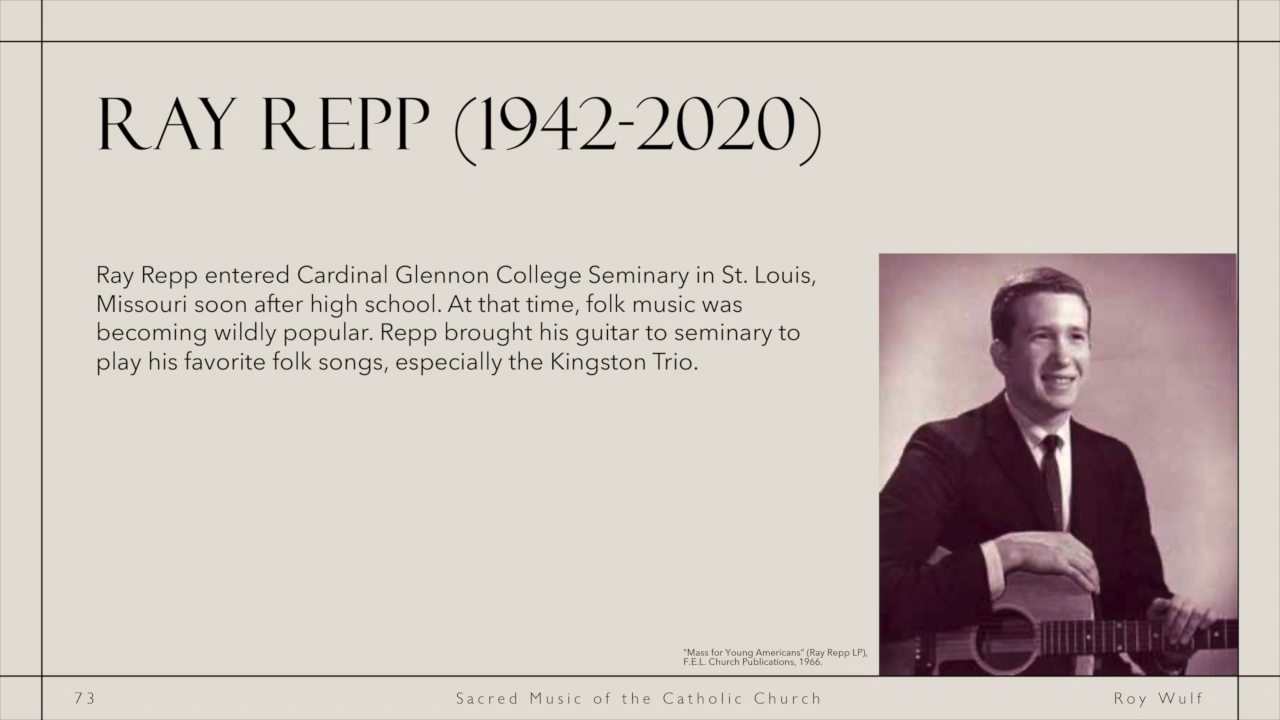 RAY REPP (1942-2020)
Ray Repp entered Cardinal Glennon College Seminary in St. Louis,
Missouri soon after high school. At that time, folk music was
becoming wildly popular. Repp brought his guitar to seminary to
play his favorite folk songs, especially the Kingston Trio.
"Mass for Young Americans" (Ray Repp LP),
F.E.L. Church Publications, 1966.
73
Sacred Music of the Catholic Church
Roy Wulf